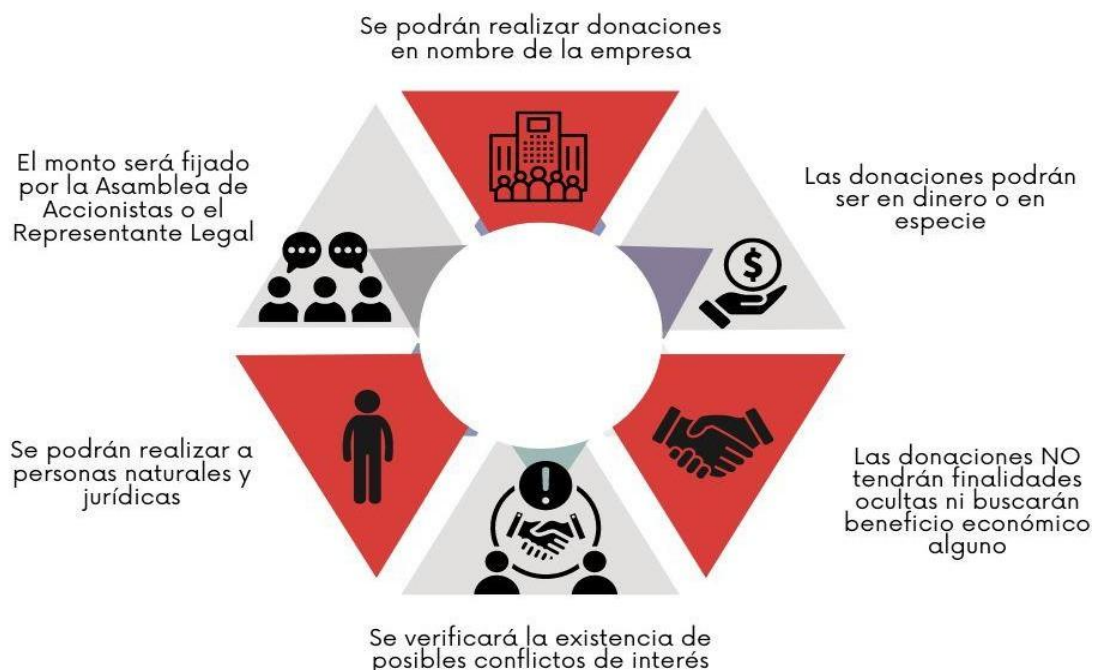 Se podrán realizar donaciones
en nombre de la empresa
Las donaciones podrán
ser en dinero o en
especie
Las donaciones NO
tendrán finalidades
ocultas ni buscarán
beneficio económico
alguno
Se verificará la existencia de
posibles conflictos de interés
Se podrán realizar a
personas naturales y
jurídicas
El monto será fijado
por la Asamblea de
Accionistas o el
Representante Legal